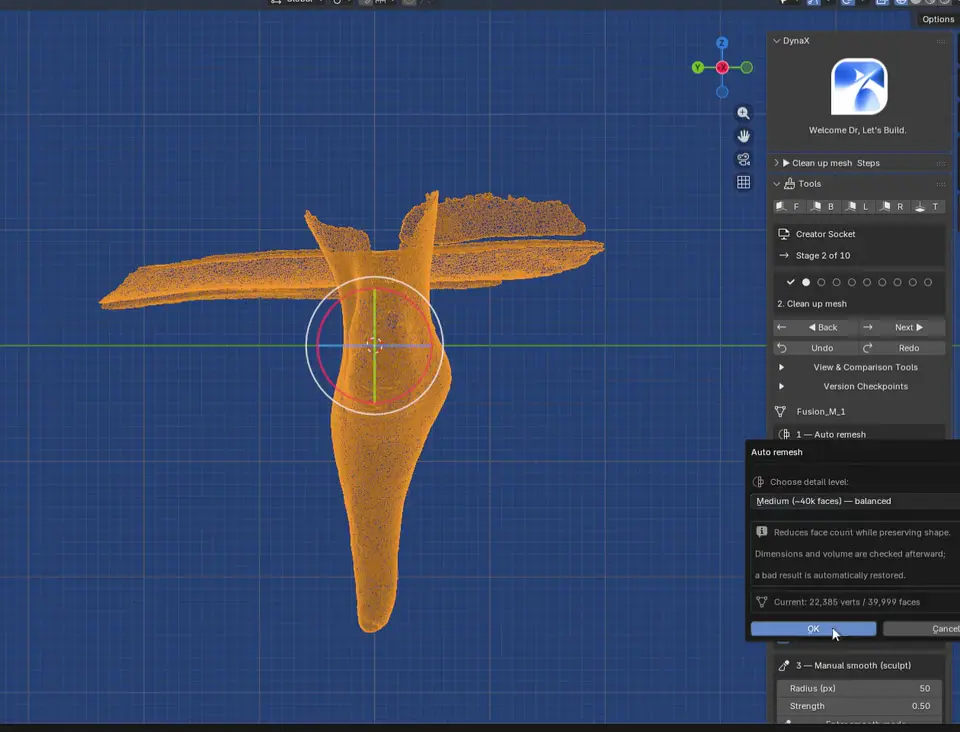 Options
DynaX
Z
Y
X
Welcome Dr, Let's Build.
Clean up mesh Steps
Tools
F B L R T
Creator Socket
Stage 2 of 10
2. Clean up mesh
Back Next
Undo Redo
View & Comparison Tools
Version Checkpoints
Fusion_M_1
1 — Auto remesh
Auto remesh
Choose detail level:
Medium (~40k faces) — balanced
Reduces face count while preserving shape.
Dimensions and volume are checked afterward;
a bad result is automatically restored.
Current: 22,385 verts / 39,999 faces
OK Cancel
3 — Manual smooth (sculpt)
Radius (px) 50
Strength 0.50